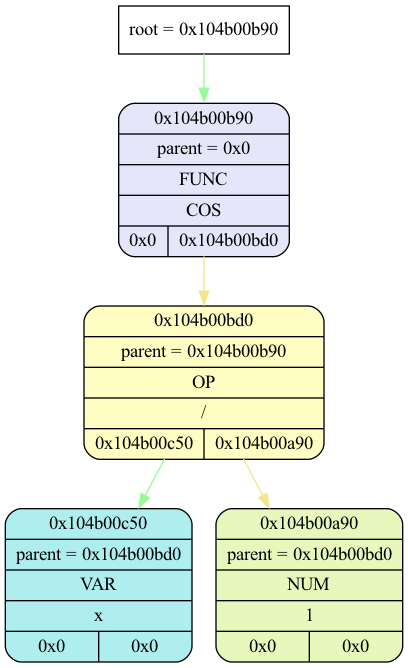 root = 0x104b00b90
0x104b00b90
parent = 0x0
FUNC
COS
0x0 0x104b00bd0
0x104b00bd0
parent = 0x104b00b90
OP
/
0x104b00c50 0x104b00a90
0x104b00c50
parent = 0x104b00bd0
VAR
x
0x0 0x0
0x104b00a90
parent = 0x104b00bd0
NUM
1
0x0 0x0